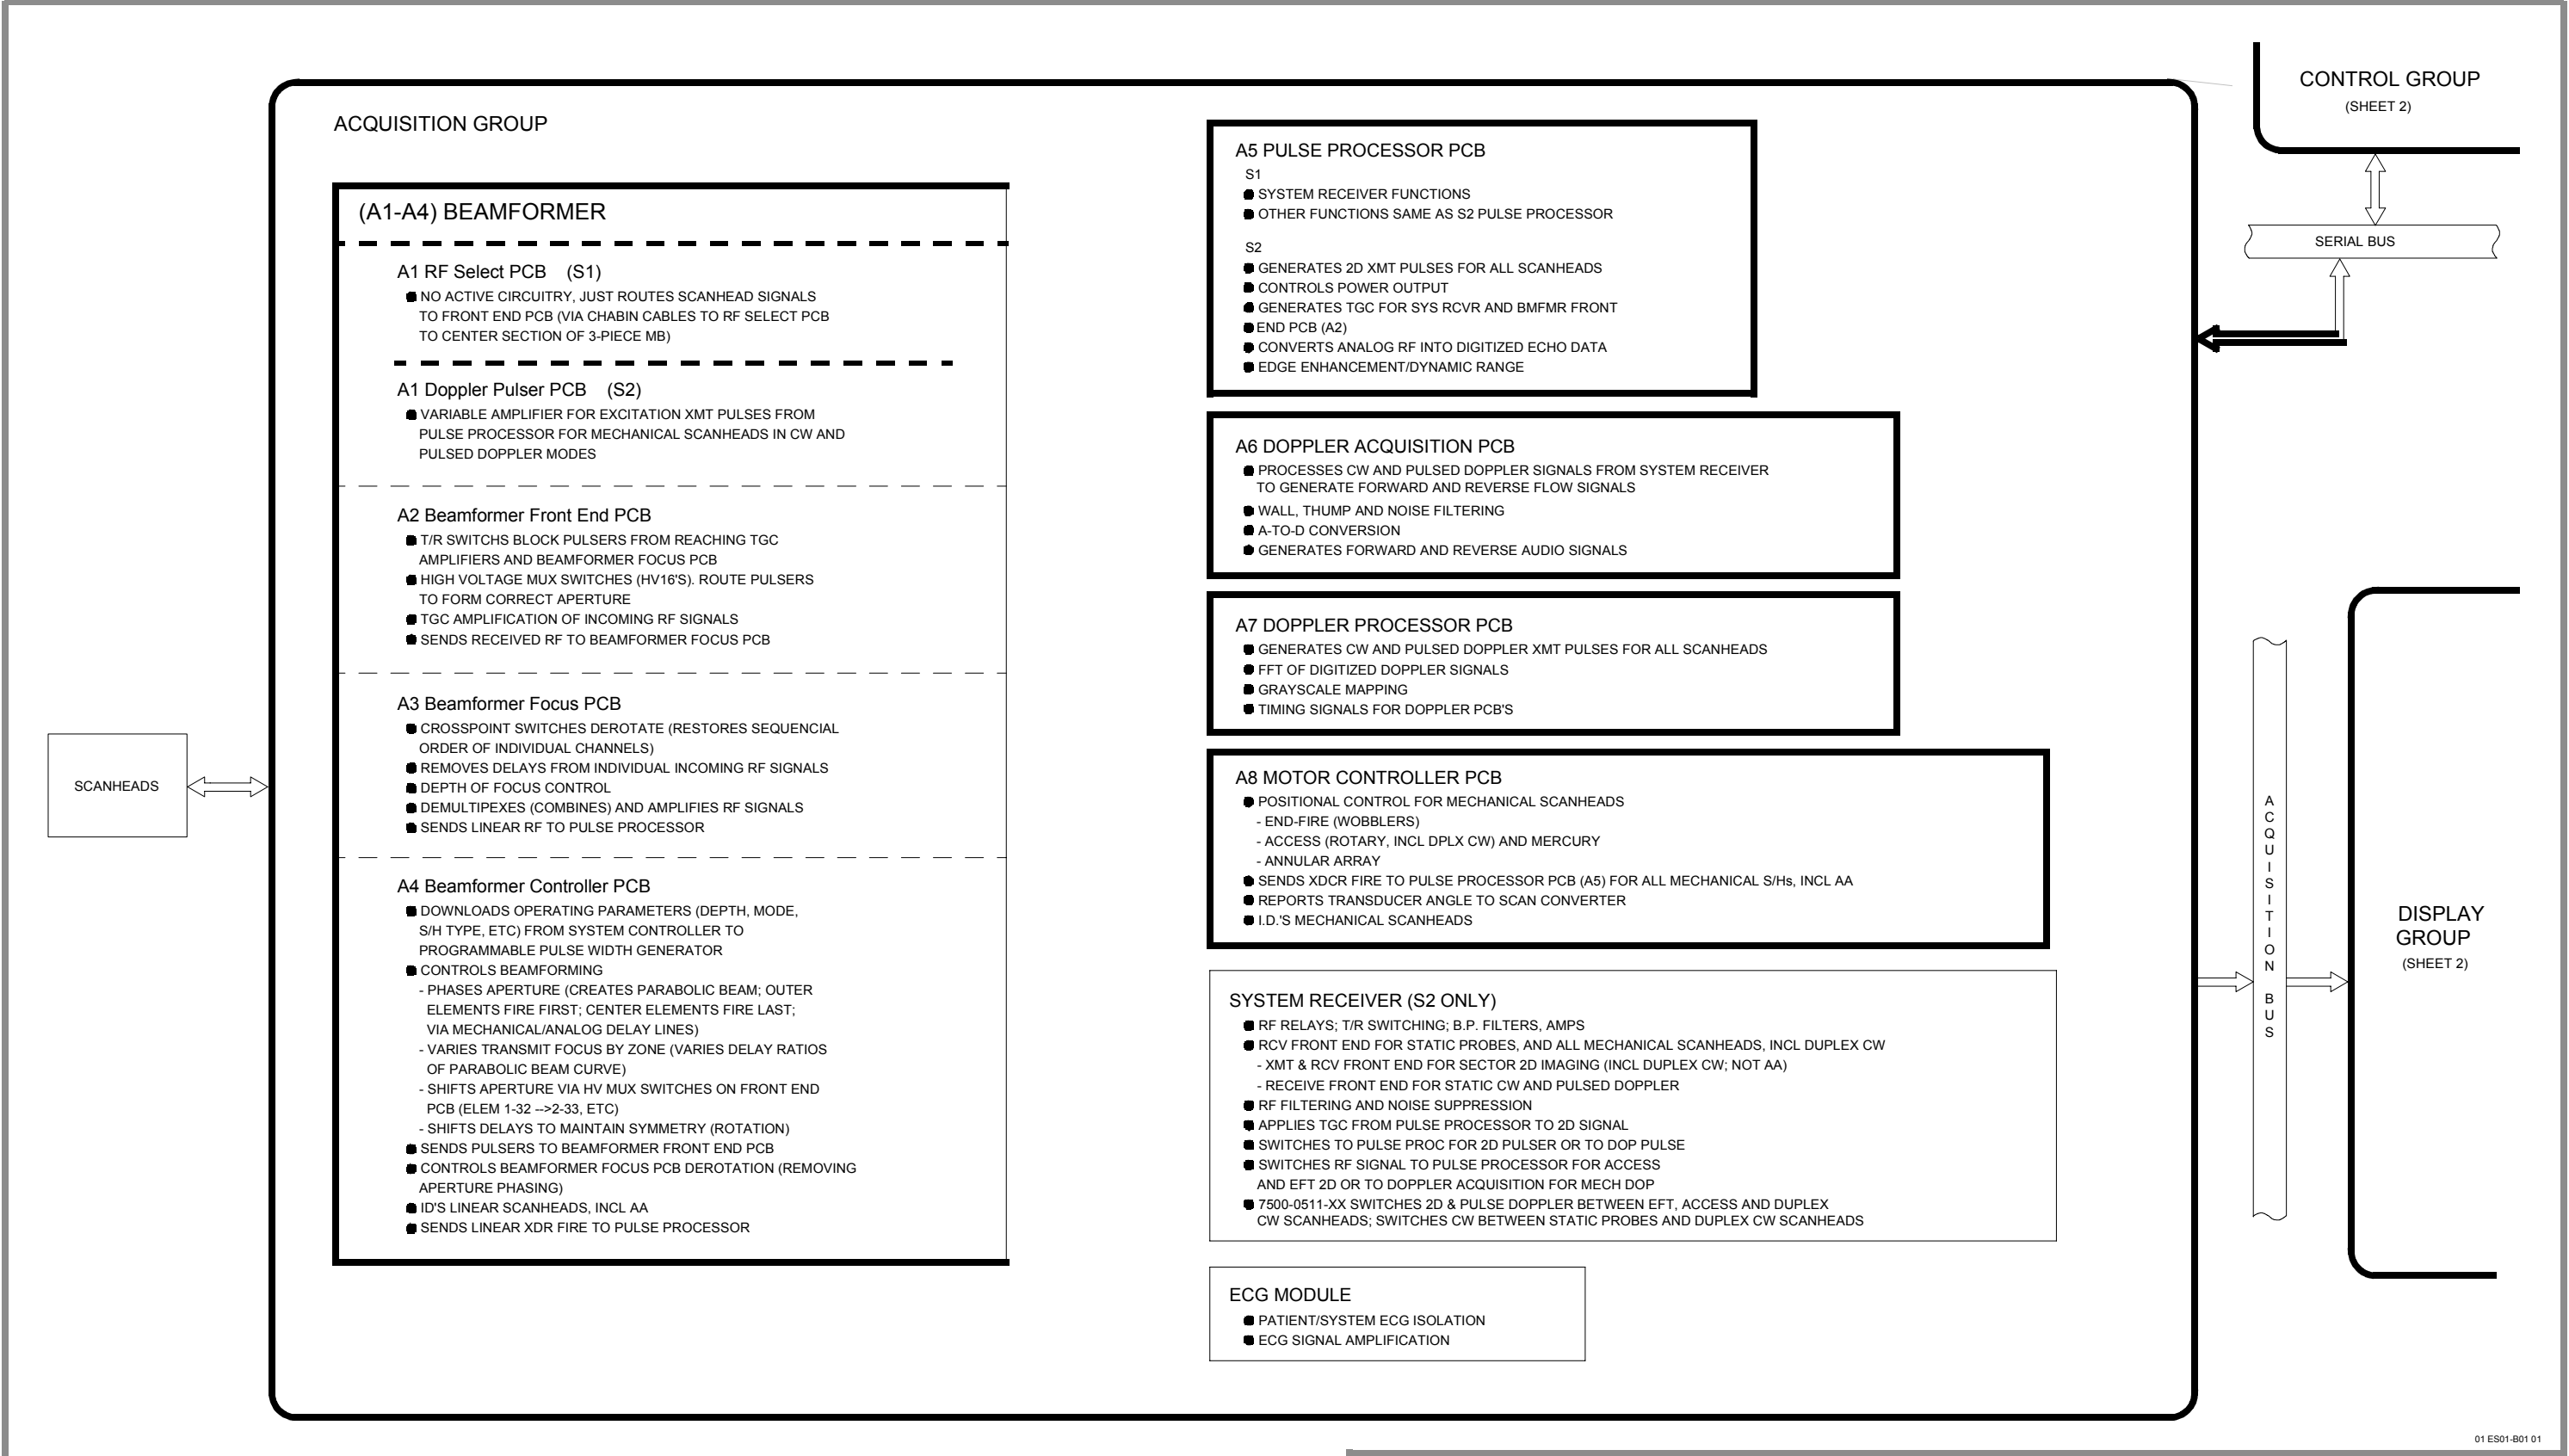 ACQUISITION GROUP
(A1-A4) BEAMFORMER
A1 RF Select PCB (S1)
● NO ACTIVE CIRCUITRY, JUST ROUTES SCANHEAD SIGNALS
TO FRONT END PCB (VIA CHABIN CABLES TO RF SELECT PCB
TO CENTER SECTION OF 3-PIECE MB)
A1 Doppler Pulser PCB (S2)
● VARIABLE AMPLIFIER FOR EXCITATION XMT PULSES FROM
PULSE PROCESSOR FOR MECHANICAL SCANHEADS IN CW AND
PULSED DOPPLER MODES
A2 Beamformer Front End PCB
● T/R SWITCHS BLOCK PULSERS FROM REACHING TGC
AMPLIFIERS AND BEAMFORMER FOCUS PCB
● HIGH VOLTAGE MUX SWITCHES (HV16'S). ROUTE PULSERS
TO FORM CORRECT APERTURE
● TGC AMPLIFICATION OF INCOMING RF SIGNALS
● SENDS RECEIVED RF TO BEAMFORMER FOCUS PCB
A3 Beamformer Focus PCB
● CROSSPOINT SWITCHES DEROTATE (RESTORES SEQUENCIAL
ORDER OF INDIVIDUAL CHANNELS)
● REMOVES DELAYS FROM INDIVIDUAL INCOMING RF SIGNALS
● DEPTH OF FOCUS CONTROL
● DEMULTIPEXES (COMBINES) AND AMPLIFIES RF SIGNALS
● SENDS LINEAR RF TO PULSE PROCESSOR
A4 Beamformer Controller PCB
● DOWNLOADS OPERATING PARAMETERS (DEPTH, MODE,
S/H TYPE, ETC) FROM SYSTEM CONTROLLER TO
PROGRAMMABLE PULSE WIDTH GENERATOR
● CONTROLS BEAMFORMING
- PHASES APERTURE (CREATES PARABOLIC BEAM; OUTER
ELEMENTS FIRE FIRST; CENTER ELEMENTS FIRE LAST;
VIA MECHANICAL/ANALOG DELAY LINES)
- VARIES TRANSMIT FOCUS BY ZONE (VARIES DELAY RATIOS
OF PARABOLIC BEAM CURVE)
- SHIFTS APERTURE VIA HV MUX SWITCHES ON FRONT END
PCB (ELEM 1-32 -->2-33, ETC)
- SHIFTS DELAYS TO MAINTAIN SYMMETRY (ROTATION)
● SENDS PULSERS TO BEAMFORMER FRONT END PCB
● CONTROLS BEAMFORMER FOCUS PCB DEROTATION (REMOVING
APERTURE PHASING)
● ID'S LINEAR SCANHEADS, INCL AA
● SENDS LINEAR XDR FIRE TO PULSE PROCESSOR
SCANHEADS
A5 PULSE PROCESSOR PCB
S1
● SYSTEM RECEIVER FUNCTIONS
● OTHER FUNCTIONS SAME AS S2 PULSE PROCESSOR
S2
● GENERATES 2D XMT PULSES FOR ALL SCANHEADS
● CONTROLS POWER OUTPUT
● GENERATES TGC FOR SYS RCVR AND BMFMR FRONT
● END PCB (A2)
● CONVERTS ANALOG RF INTO DIGITIZED ECHO DATA
● EDGE ENHANCEMENT/DYNAMIC RANGE
A6 DOPPLER ACQUISITION PCB
● PROCESSES CW AND PULSED DOPPLER SIGNALS FROM SYSTEM RECEIVER
TO GENERATE FORWARD AND REVERSE FLOW SIGNALS
● WALL, THUMP AND NOISE FILTERING
● A-TO-D CONVERSION
● GENERATES FORWARD AND REVERSE AUDIO SIGNALS
A7 DOPPLER PROCESSOR PCB
● GENERATES CW AND PULSED DOPPLER XMT PULSES FOR ALL SCANHEADS
● FFT OF DIGITIZED DOPPLER SIGNALS
● GRAYSCALE MAPPING
● TIMING SIGNALS FOR DOPPLER PCB'S
A8 MOTOR CONTROLLER PCB
● POSITIONAL CONTROL FOR MECHANICAL SCANHEADS
- END-FIRE (WOBBLERS)
- ACCESS (ROTARY, INCL DPLX CW) AND MERCURY
- ANNULAR ARRAY
● SENDS XDCR FIRE TO PULSE PROCESSOR PCB (A5) FOR ALL MECHANICAL S/Hs, INCL AA
● REPORTS TRANSDUCER ANGLE TO SCAN CONVERTER
● I.D.'S MECHANICAL SCANHEADS
SYSTEM RECEIVER (S2 ONLY)
● RF RELAYS; T/R SWITCHING; B.P. FILTERS, AMPS
● RCV FRONT END FOR STATIC PROBES, AND ALL MECHANICAL SCANHEADS, INCL DUPLEX CW
- XMT & RCV FRONT END FOR SECTOR 2D IMAGING (INCL DUPLEX CW; NOT AA)
- RECEIVE FRONT END FOR STATIC CW AND PULSED DOPPLER
● RF FILTERING AND NOISE SUPPRESSION
● APPLIES TGC FROM PULSE PROCESSOR TO 2D SIGNAL
● SWITCHES TO PULSE PROC FOR 2D PULSER OR TO DOP PULSE
● SWITCHES RF SIGNAL TO PULSE PROCESSOR FOR ACCESS
AND EFT 2D OR TO DOPPLER ACQUISITION FOR MECH DOP
● 7500-0511-XX SWITCHES 2D & PULSE DOPPLER BETWEEN EFT, ACCESS AND DUPLEX
CW SCANHEADS; SWITCHES CW BETWEEN STATIC PROBES AND DUPLEX CW SCANHEADS
ECG MODULE
● PATIENT/SYSTEM ECG ISOLATION
● ECG SIGNAL AMPLIFICATION
CONTROL GROUP
(SHEET 2)
SERIAL BUS
ACQUISITION BUS
DISPLAY
GROUP
(SHEET 2)
01 ES01-B01 01